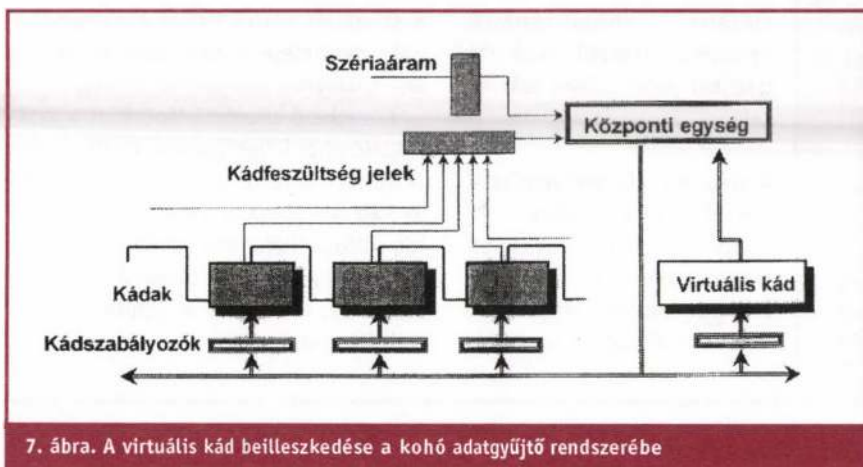 Szériaáram
Központi egység
Kádfeszültség jelek
Kádak
Virtuális kád
Kádszabályozók
7. ábra. A virtuális kád beilleszkedése a kohó adatgyűjtő rendszerébe